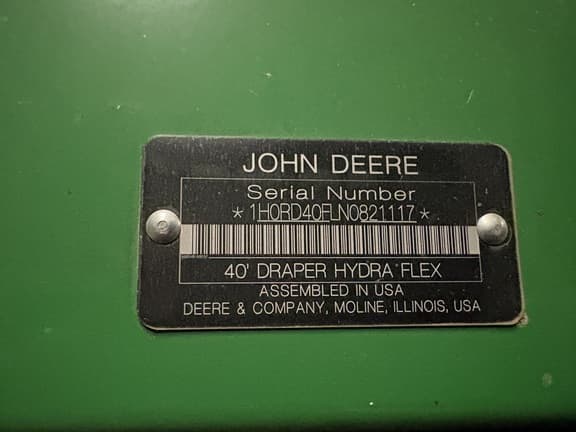 JOHN DEERE
Serial Number
*1H0RD40FLN0821117*
40' DRAPER HYDRA FLEX
ASSEMBLED IN USA
DEERE & COMPANY, MOLINE, ILLINOIS, USA